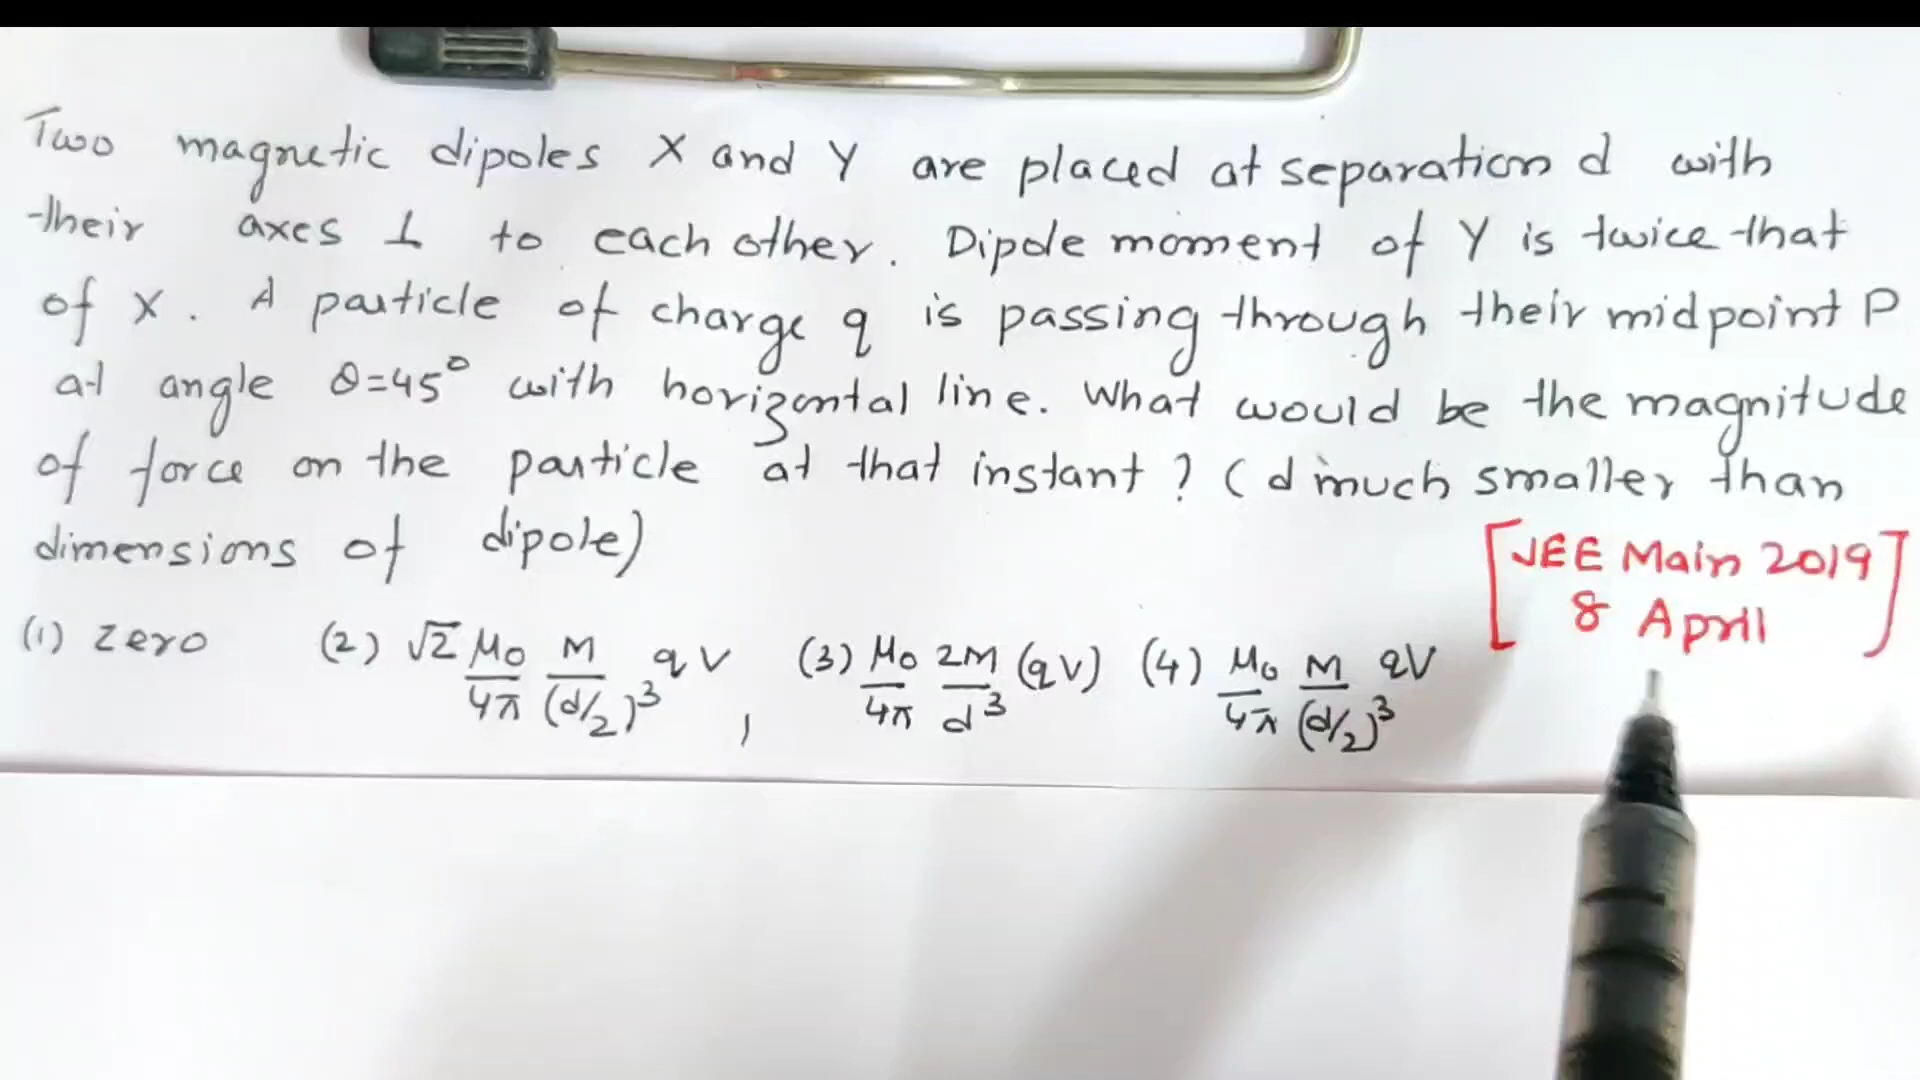 Two magnetic dipoles X and Y are placed at separation d with
their axes ⊥ to each other. Dipole moment of Y is twice that
of X. A particle of charge q is passing through their midpoint P
at angle θ=45° with horizontal line. What would be the magnitude
of force on the particle at that instant? (d much smaller than
dimensions of dipole)
[JEE Main 2019
8 April]
(1) zero (2) √2 μ₀/4π M/(d/2)³ qV, (3) μ₀/4π 2M/d³ (qV) (4) μ₀/4π M/(d/2)³ qV